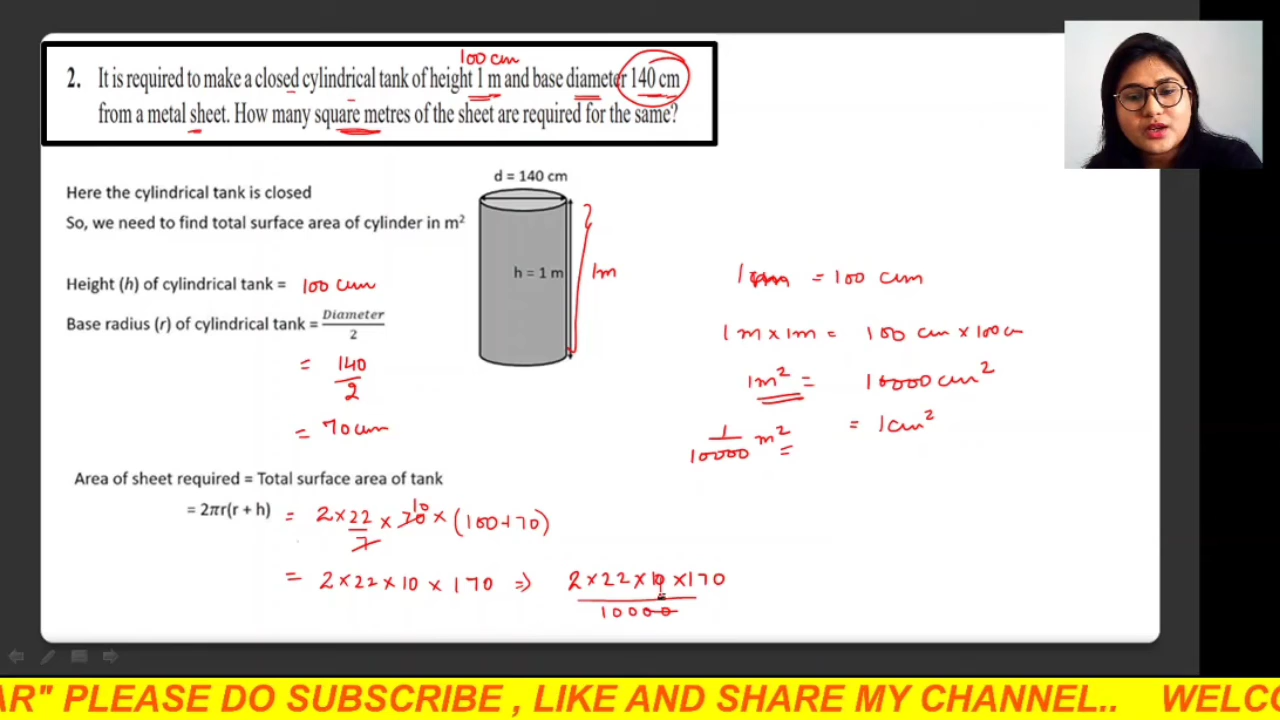 100 cm
2. It is required to make a closed cylindrical tank of height 1 m and base diameter 140 cm
from a metal sheet. How many square metres of the sheet are required for the same?
d = 140 cm
Here the cylindrical tank is closed
So, we need to find total surface area of cylinder in m²
h = 1 m
1m
Height (h) of cylindrical tank = 100 cm
Base radius (r) of cylindrical tank = Diameter / 2
= 140 / 2
= 70 cm
1 m = 100 cm
1 m x 1m = 100 cm x 100 c
1m² = 10000 cm²
1 / 10000 m² = 1 cm²
Area of sheet required = Total surface area of tank
= 2πr(r + h) = 2 x 22 / 7 x 70 10 x (100+70)
= 2 x 22 x 10 x 170 ⇒ 2 x 22 x 10 x 170 / 10000
AR" PLEASE DO SUBSCRIBE , LIKE AND SHARE MY CHANNEL.. WELCO